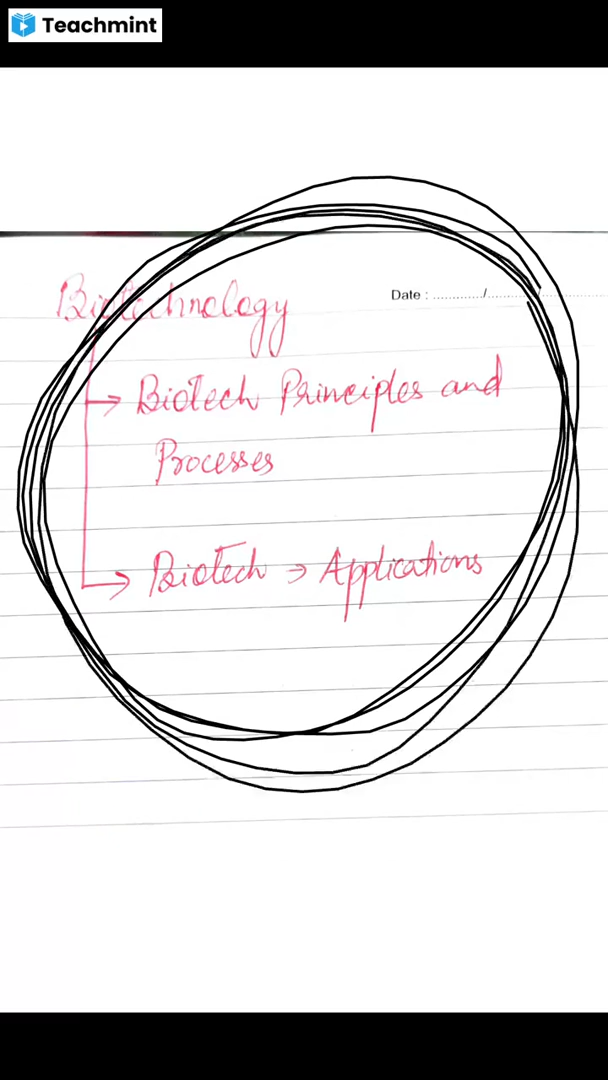 Teachmint
Date : ............./............/............
Biotechnology
→ Biotech Principles and
Processes
→ Biotech → Applications